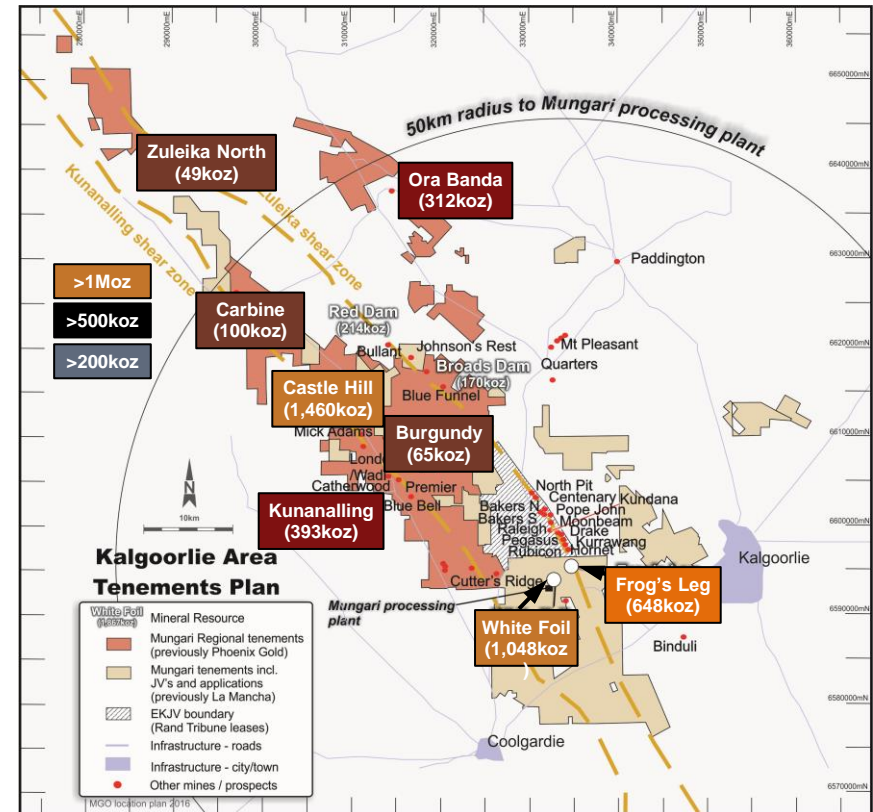 280000mE
290000mE
300000mE
310000mE
320000mE
330000mE
340000mE
350000mE
360000mE
6650000mN
6640000mN
6630000mN
6620000mN
6610000mN
6600000mN
6590000mN
6580000mN
6570000mN
50km radius to Mungari processing plant
Zuleika North
(49koz)
Ora Banda
(312koz)
Zuleika shear zone
Kunanalling shear zone
Paddington
>1Moz
>500koz
>200koz
Carbine
(100koz)
Red Dam
(214koz)
Bullant
Johnson's Rest
Broads Dam
(170koz)
Blue Funnel
Mt Pleasant
Quarters
Castle Hill
(1,460koz)
Mick Adams
Burgundy
(65koz)
/Wadi
Catherwood
Premier
Blue Bell
Kunanalling
(393koz)
North Pit
Centenary
Kundana
Bakers N
Pope John
Bakers S
Moonbeam
Raleigh
Drake
Pegasus
Kurrawang
Rubicon
Hornet
Kalgoorlie
Cutter's Ridge
Mungari processing
plant
Frog's Leg
(648koz)
White Foil
(1,048koz
)
Binduli
Coolgardie
10km
Kalgoorlie Area
Tenements Plan
White Foil
Mineral Resource
Mungari Regional tenements
(previously Phoenix Gold)
Mungari tenements incl.
JV's and applications
(previously La Mancha)
EKJV boundary
(Rand Tribune leases)
Infrastructure - roads
Infrastructure - city/town
Other mines / prospects
MGO location plan 2016